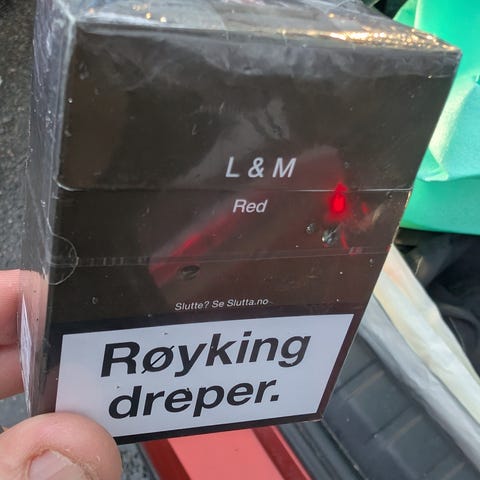 L & M
Red
Slutte? Se Slutta.no
Røyking
dreper.